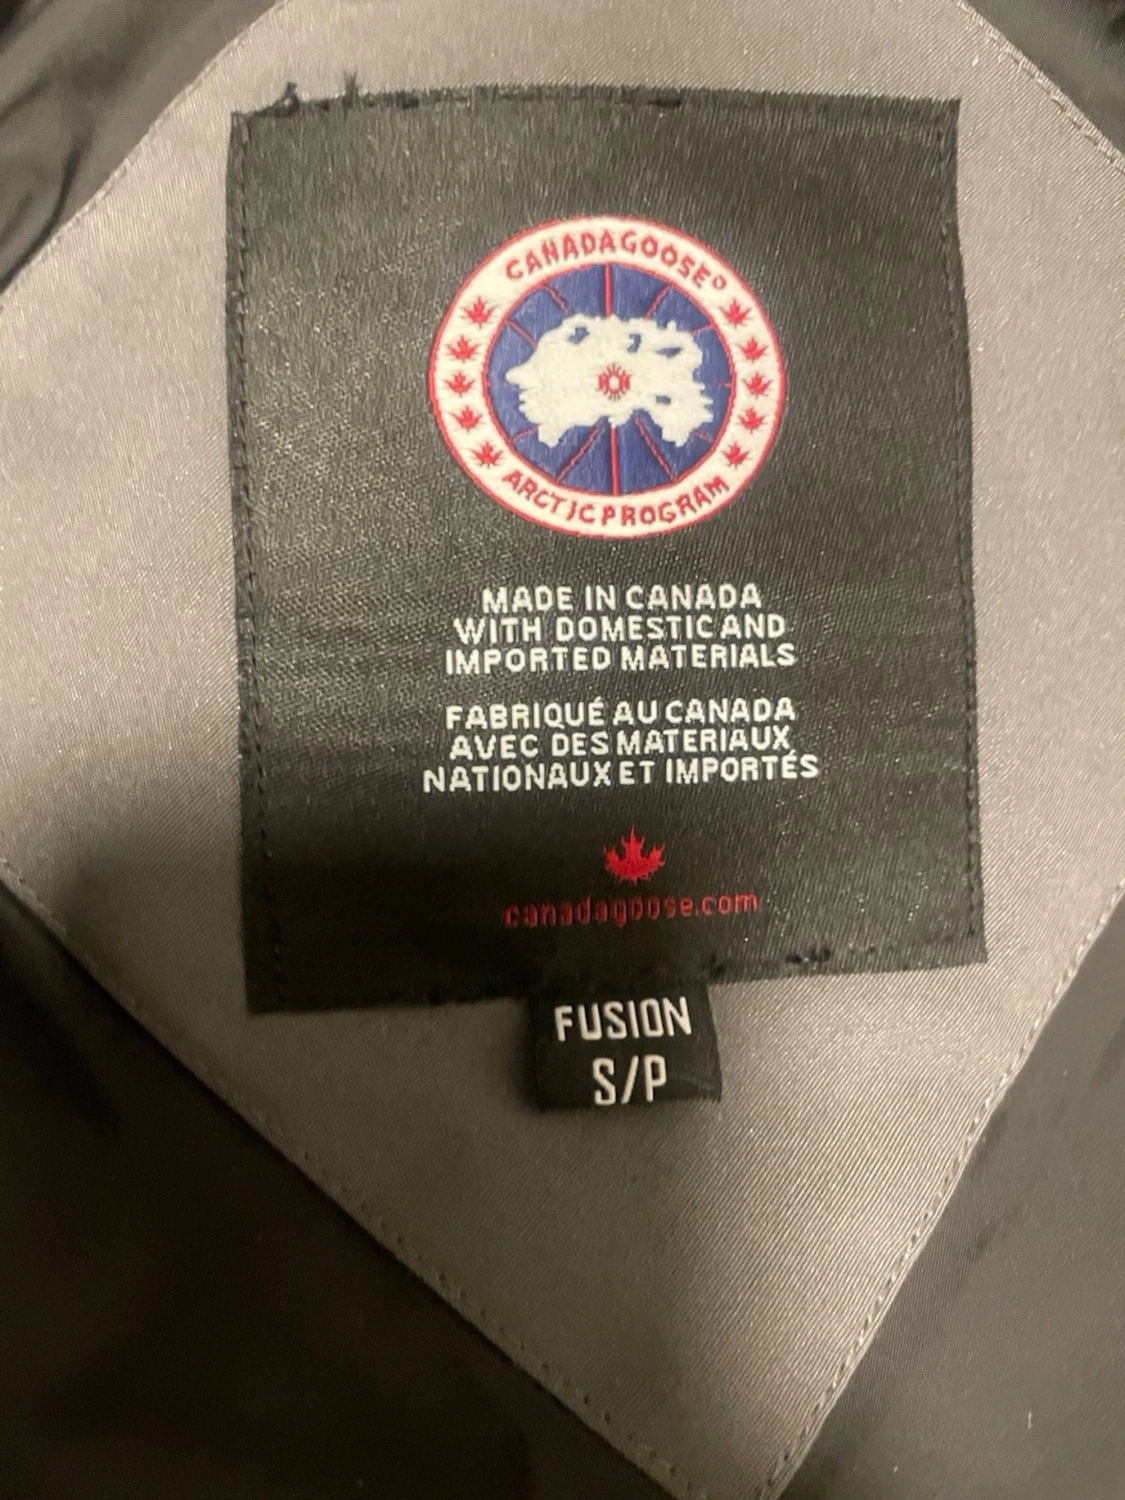 CANADA GOOSE®
ARCTIC PROGRAM
MADE IN CANADA
WITH DOMESTIC AND
IMPORTED MATERIALS
FABRIQUÉ AU CANADA
AVEC DES MATERIAUX
NATIONAUX ET IMPORTÉS
canadagoose.com
FUSION
S/P